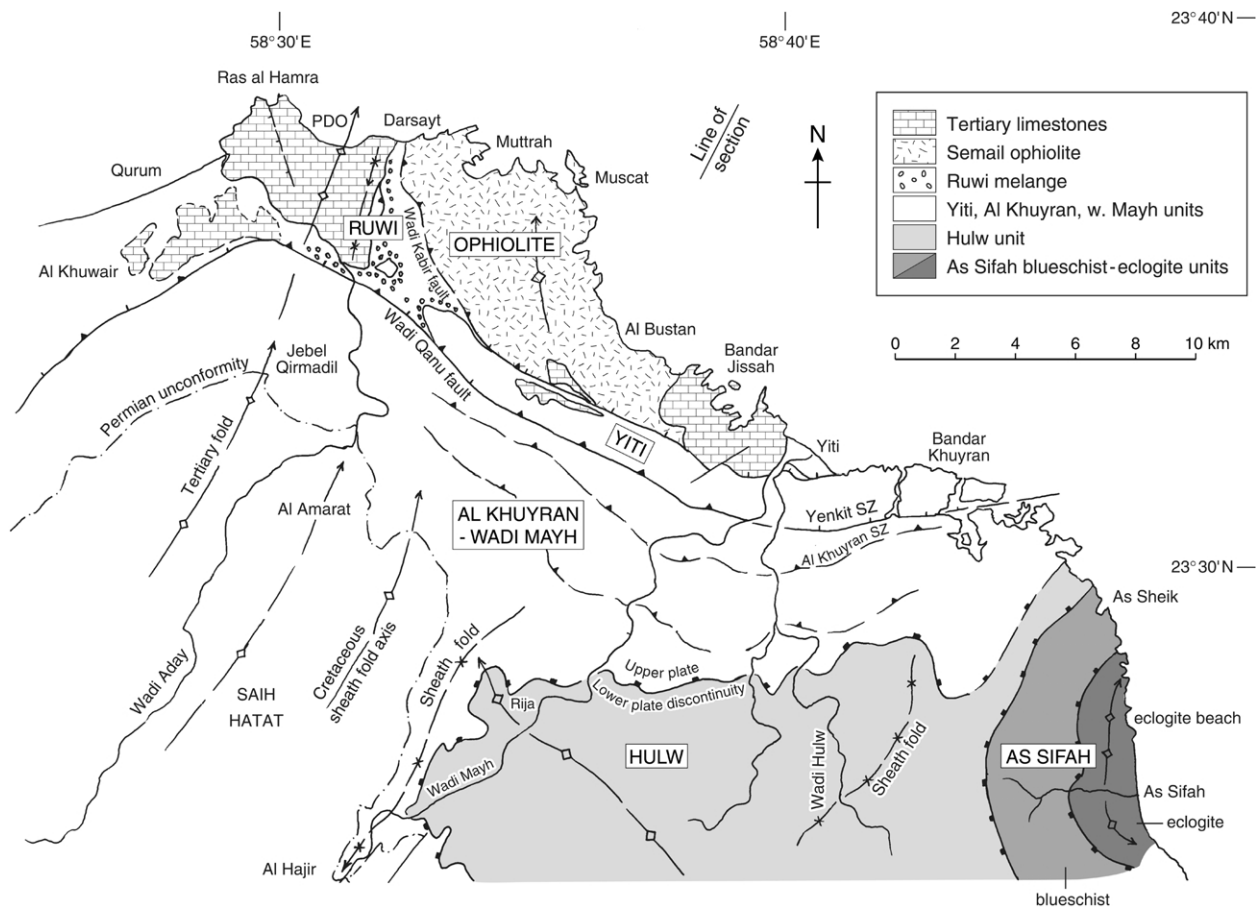 23°40'N
58°30'E
58°40'E
Ras al Hamra
PDO
Darsayt
Muttrah
Muscat
Qurum
Line of
section
N
Tertiary limestones
Semail ophiolite
Ruwi melange
Yiti, Al Khuyran, w. Mayh units
Hulw unit
As Sifah blueschist-eclogite units
0 2 4 6 8 10 km
RUWI
OPHIOLITE
Wadi Kabir fault
Al Khuwair
Al Bustan
Bandar
Jissah
Wadi Qanu fault
Jebel
Qirmadil
Permian unconformity
Tertiary fold
YITI
Yiti
Bandar
Khuyran
Al Amarat
AL KHUYRAN
- WADI MAYH
Yenkit SZ
Al Khuyran SZ
23°30'N
As Sheik
Wadi Aday
SAIH
HATAT
Cretaceous
sheath fold axis
Sheath fold
Upper plate
Lower plate discontinuity
Rija
Wadi Mayh
HULW
Wadi Hulw
Sheath fold
AS SIFAH
eclogite beach
As Sifah
eclogite
Al Hajir
blueschist